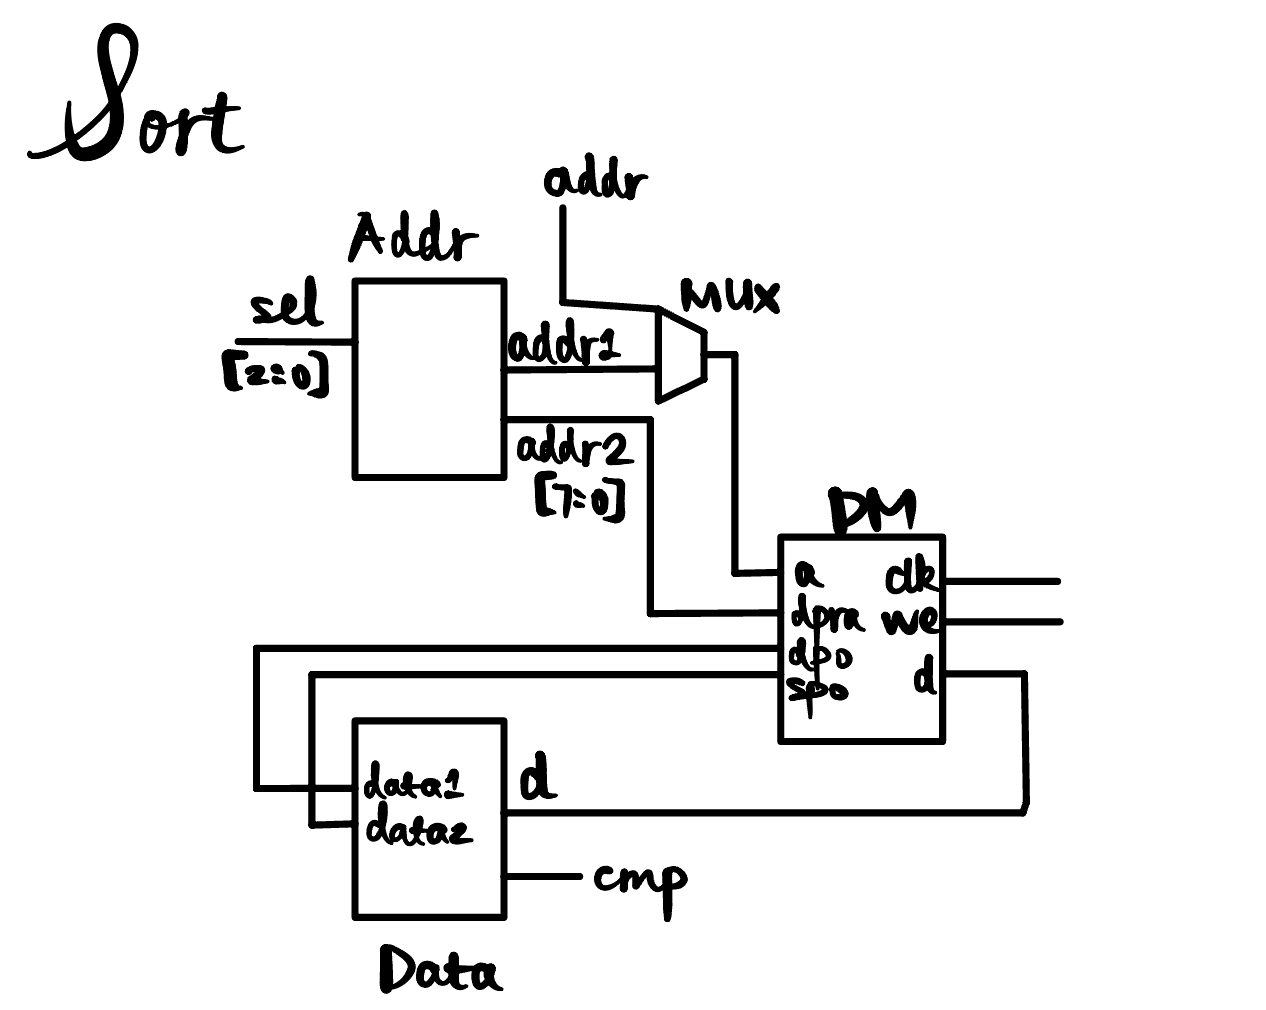 Sort
addr
Addr
MUX
sel
[2:0]
addr1
addr2
[7:0]
DM
a
clk
dpra
we
dpo
spo
d
data1
data2
d
cmp
Data